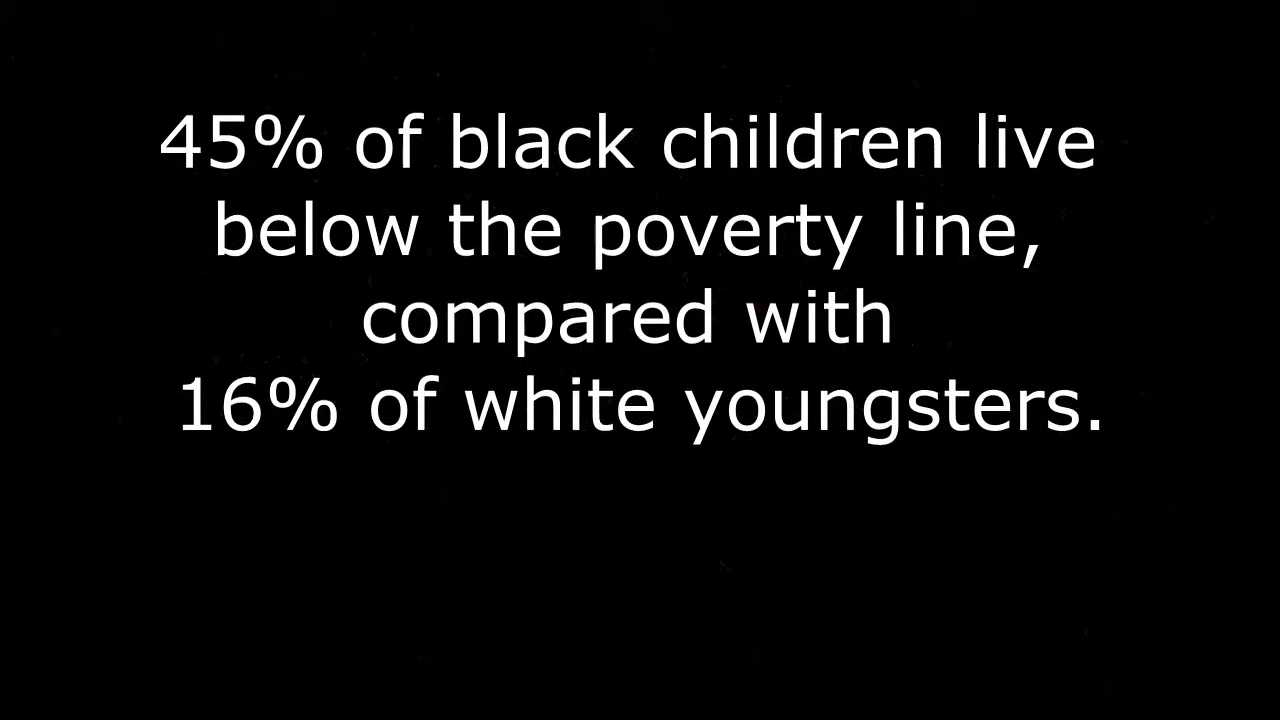 45% of black children live
below the poverty line,
compared with
16% of white youngsters.